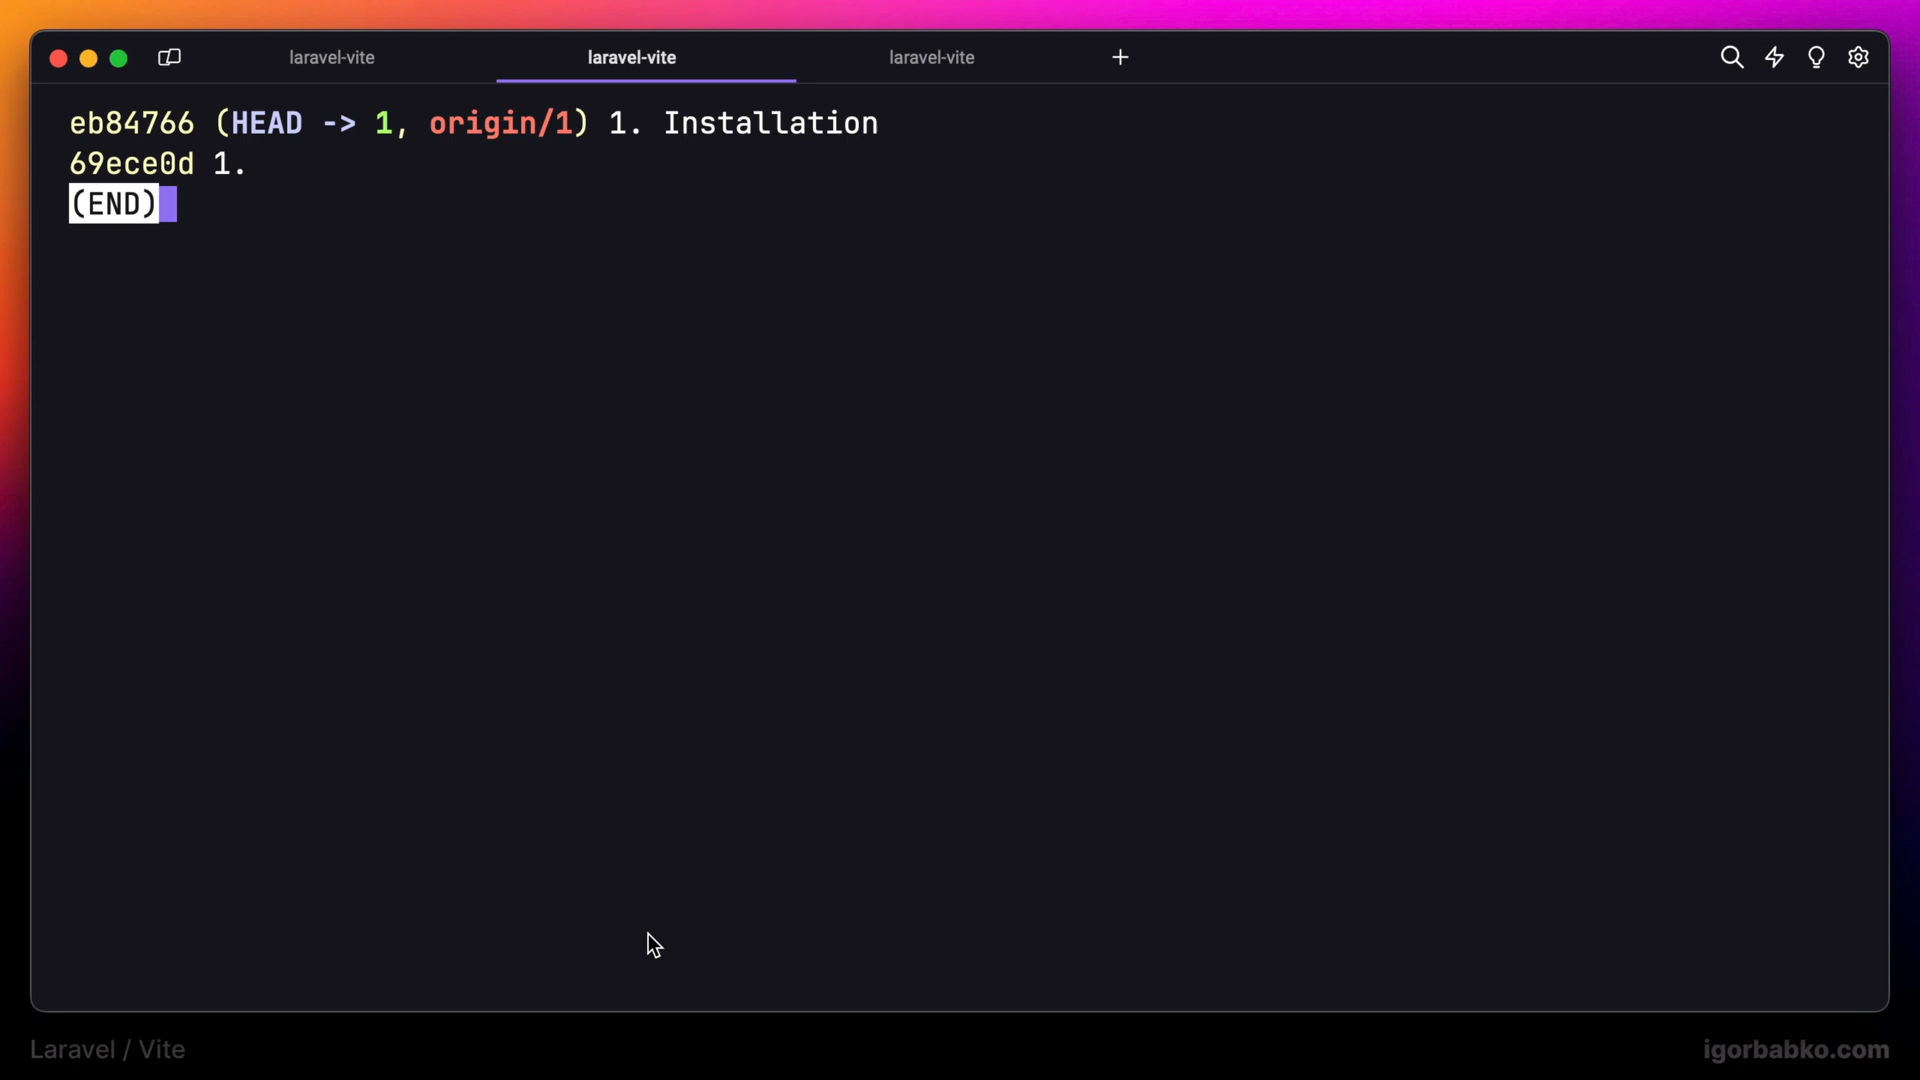 laravel-vite laravel-vite laravel-vite +
eb84766 (HEAD -> 1, origin/1) 1. Installation
69ece0d 1.
(END)
Laravel / Vite
igorbabko.com